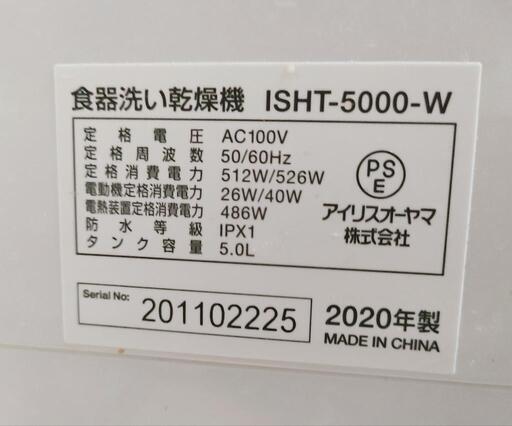 食器洗い乾燥機 ISHT-5000-W
定格電圧 AC100V
定格周波数 50/60Hz
定格消費電力 512W/526W
電動機定格消費電力 26W/40W
電熱装置定格消費電力 486W
防水等級 IPX1
タンク容量 5.0L
PS
E
アイリスオーヤマ
株式会社
Serial No:
201102225
2020年製
MADE IN CHINA